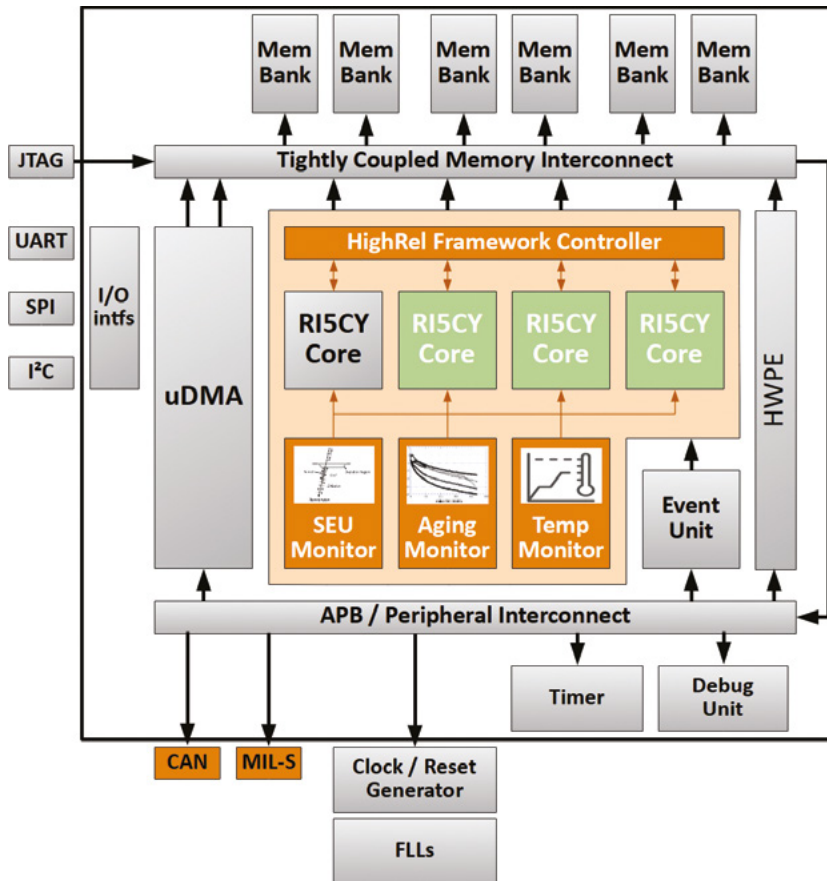 Mem
Bank
Mem
Bank
Mem
Bank
Mem
Bank
Mem
Bank
Mem
Bank
JTAG
Tightly Coupled Memory Interconnect
UART
SPI
I²C
I/O
intfs
uDMA
HighRel Framework Controller
RI5CY
Core
RI5CY
Core
RI5CY
Core
RI5CY
Core
HWPE
SEU
Monitor
Aging
Monitor
Temp
Monitor
Event
Unit
APB / Peripheral Interconnect
Timer
Debug
Unit
CAN
MIL-S
Clock / Reset
Generator
FLLs